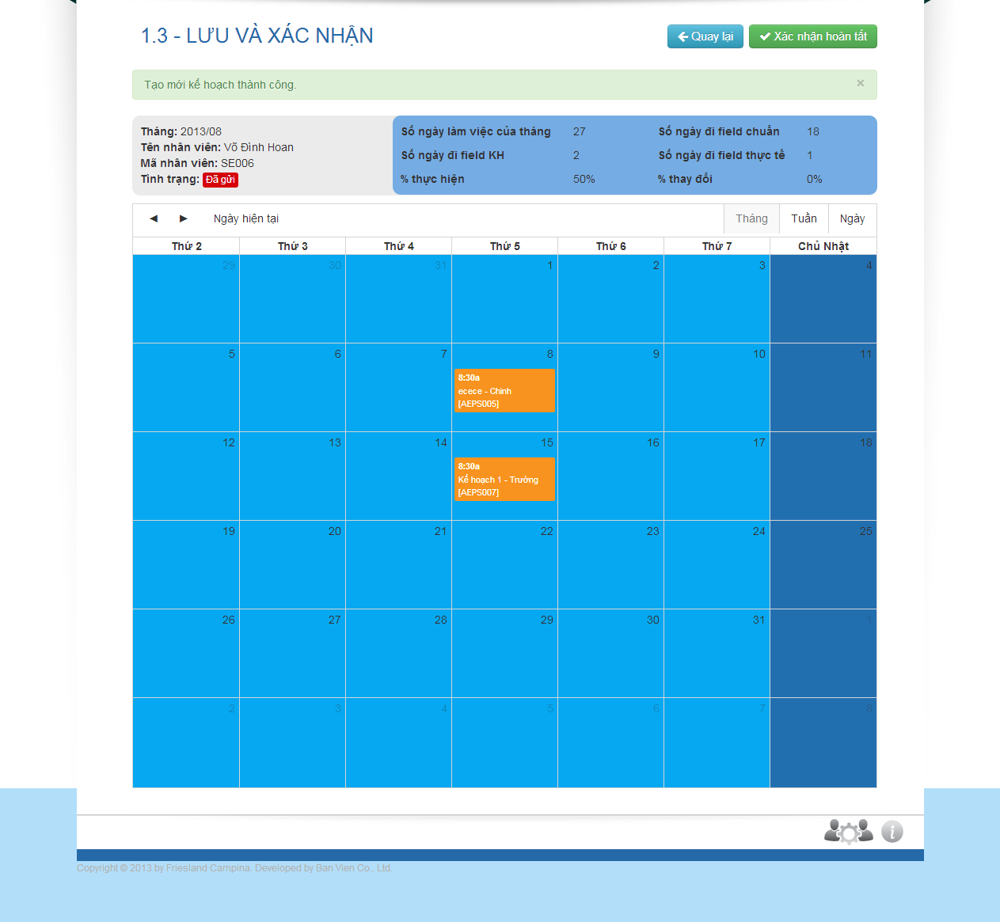 1.3 - LƯU VÀ XÁC NHẬN
Quay lại
Xác nhận hoàn tất
Tạo mới kế hoạch thành công.
×
Tháng: 2013/08
Tên nhân viên: Võ Đình Hoan
Mã nhân viên: SE006
Tình trạng: Đã gửi
Số ngày làm việc của tháng 27 Số ngày đi field chuẩn 18
Số ngày đi field KH 2 Số ngày đi field thực tế 1
% thực hiện 50% % thay đổi 0%
◄ ► Ngày hiện tại Tháng Tuần Ngày
Thứ 2 Thứ 3 Thứ 4 Thứ 5 Thứ 6 Thứ 7 Chủ Nhật
29 30 31 1 2 3 4
5 6 7 8 9 10 11
8:30a
ecece - Chinh
[AEPS005]
12 13 14 15 16 17 18
8:30a
Kế hoạch 1 - Trường
[AEPS007]
19 20 21 22 23 24 25
26 27 28 29 30 31 1
2 3 4 5 6 7 8
i
Copyright © 2013 by Friesland Campina. Developed by Ban Vien Co., Ltd.